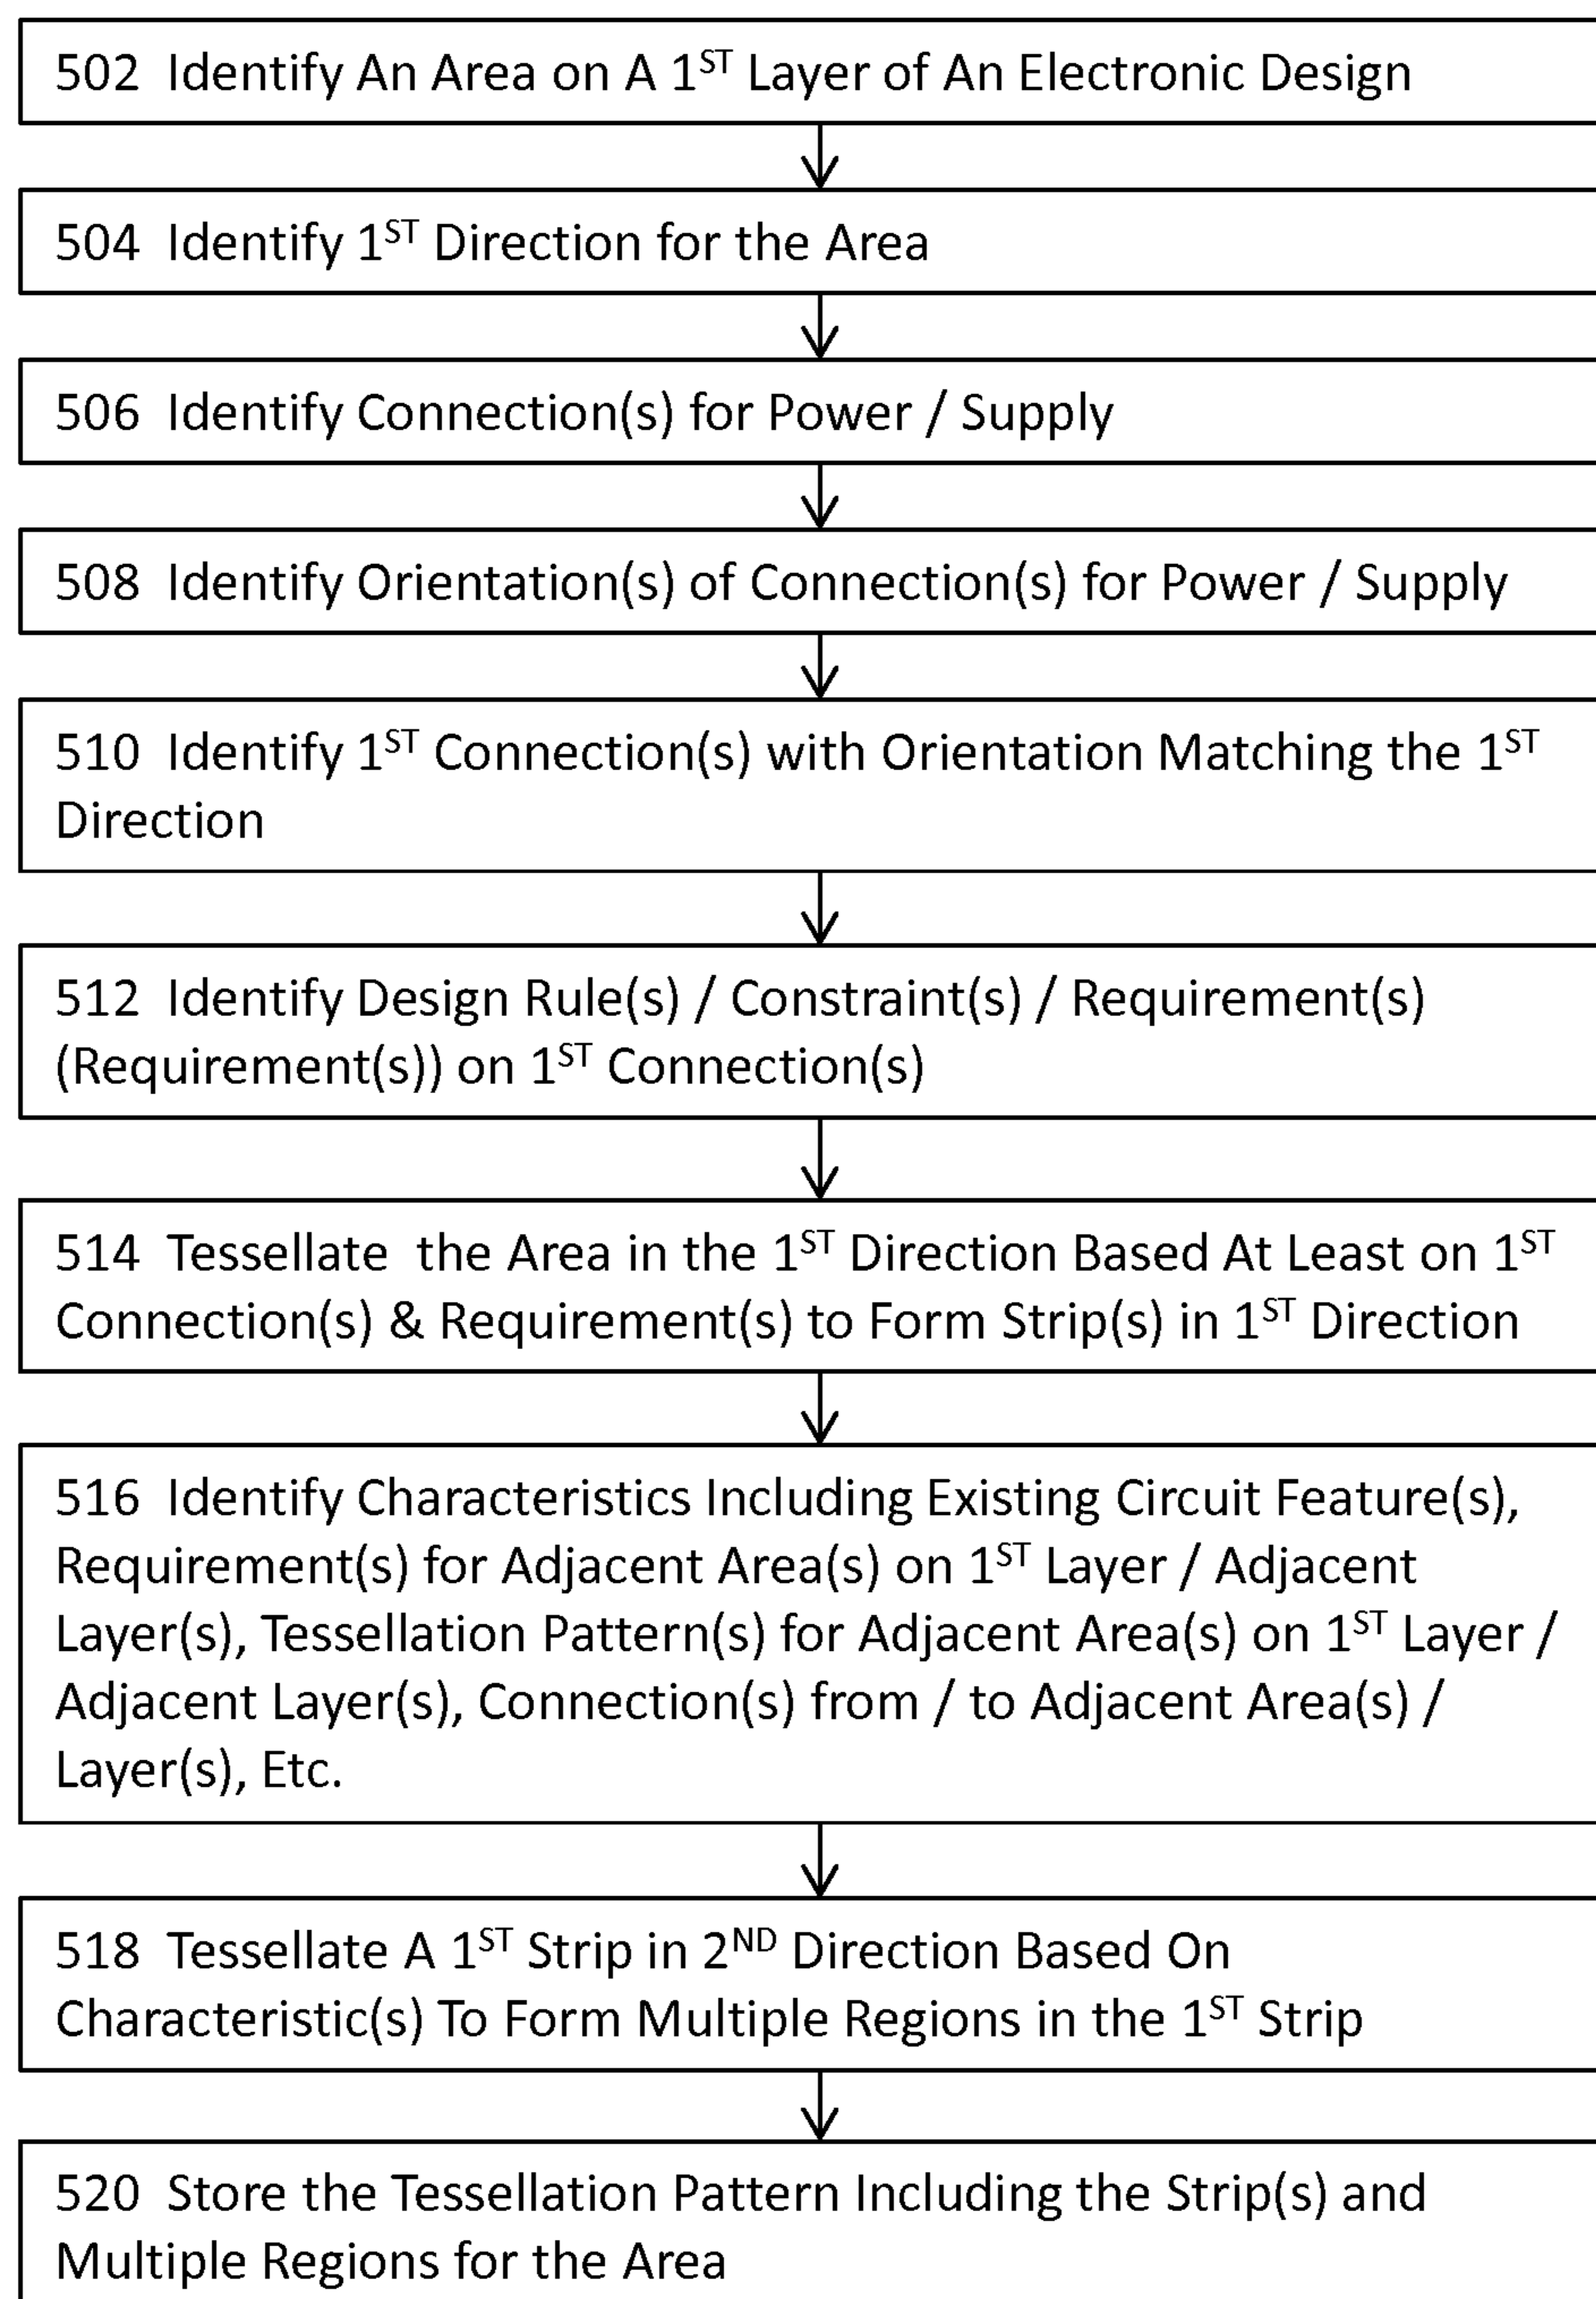 502 Identify An Area on A 1ST Layer of An Electronic Design
504 Identify 1ST Direction for the Area
506 Identify Connection(s) for Power / Supply
508 Identify Orientation(s) of Connection(s) for Power / Supply
510 Identify 1ST Connection(s) with Orientation Matching the 1ST
Direction
512 Identify Design Rule(s) / Constraint(s) / Requirement(s)
(Requirement(s)) on 1ST Connection(s)
514 Tessellate the Area in the 1ST Direction Based At Least on 1ST
Connection(s) & Requirement(s) to Form Strip(s) in 1ST Direction
516 Identify Characteristics Including Existing Circuit Feature(s),
Requirement(s) for Adjacent Area(s) on 1ST Layer / Adjacent
Layer(s), Tessellation Pattern(s) for Adjacent Area(s) on 1ST Layer /
Adjacent Layer(s), Connection(s) from / to Adjacent Area(s) /
Layer(s), Etc.
518 Tessellate A 1ST Strip in 2ND Direction Based On
Characteristic(s) To Form Multiple Regions in the 1ST Strip
520 Store the Tessellation Pattern Including the Strip(s) and
Multiple Regions for the Area